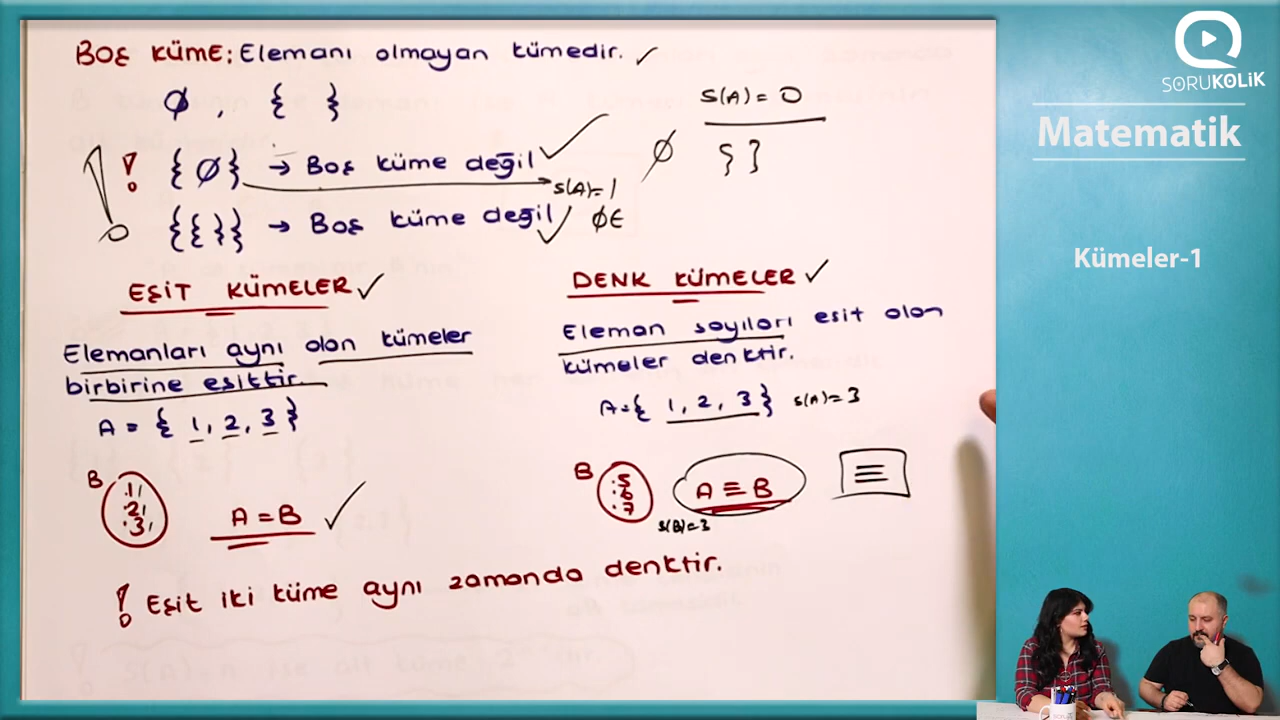 BOŞ KÜME: Elemanı olmayan kümedir. ✓
∅ , { }
s(A) = 0
∅ { }
! {∅} → Boş küme değil ✓
s(A)=1
{{ }} → Boş küme değil ✓ ∅∈
EŞİT KÜMELER ✓
Elemanları aynı olan kümeler
birbirine eşittir.
A = { 1, 2, 3 }
B
.1
.2
.3
A = B ✓
DENK KÜMELER ✓
Eleman sayıları eşit olan
kümeler denktir.
A={ 1, 2, 3 } s(A)= 3
B
.5
.6
.7
s(B)=3
A ≡ B
≡
! Eşit iki küme aynı zamanda denktir.
SORUKOLİK
Matematik
Kümeler-1